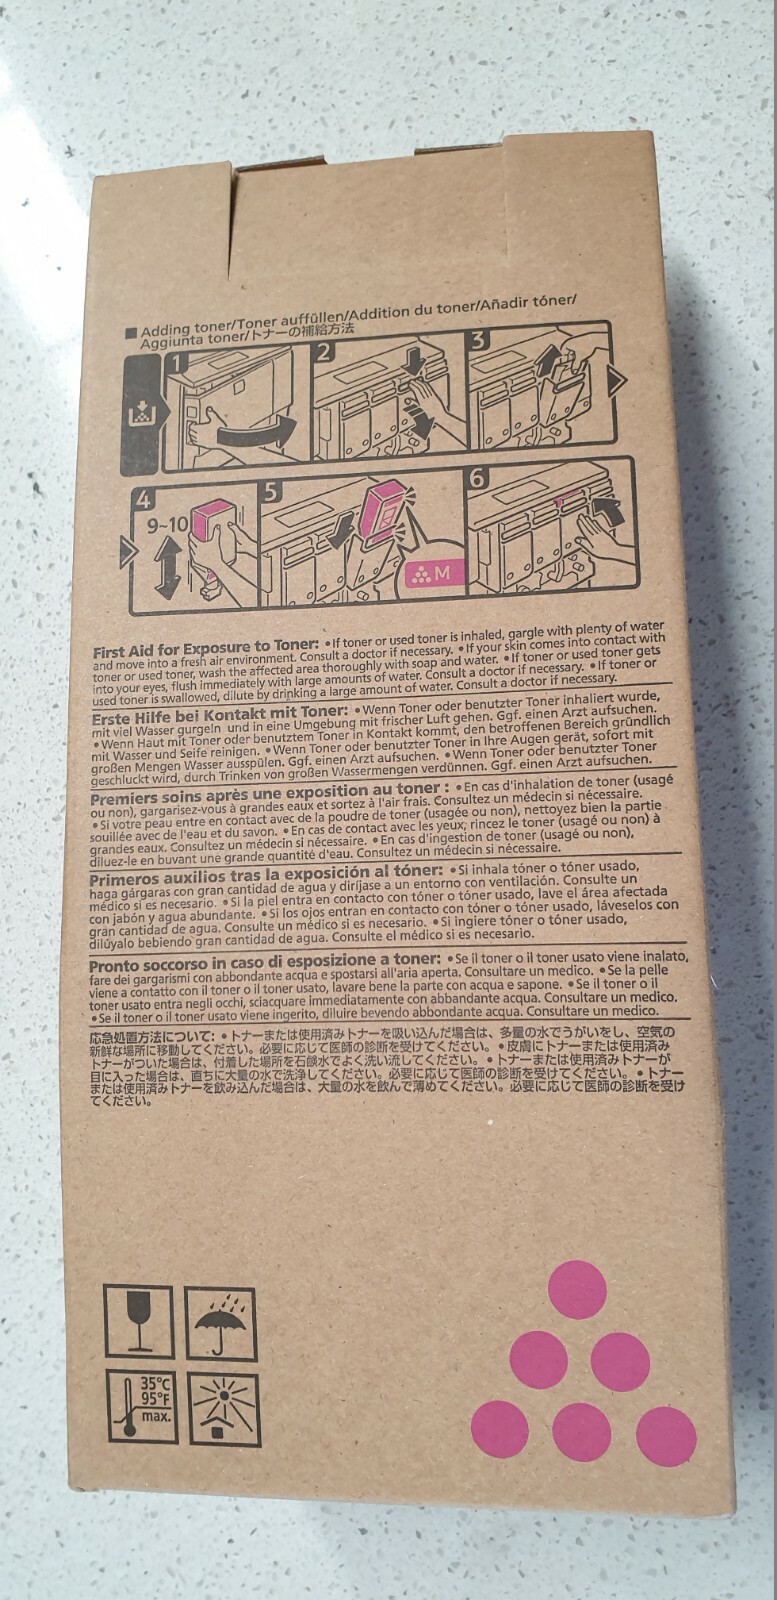 ■ Adding toner/Toner auffüllen/Addition du toner/Añadir tóner/
Aggiunta toner/トナーの補給方法
1
2
3
4
9~10
5
M
6
First Aid for Exposure to Toner: •If toner or used toner is inhaled, gargle with plenty of water
and move into a fresh air environment. Consult a doctor if necessary. •If your skin comes into contact with
toner or used toner, wash the affected area thoroughly with soap and water. •If toner or used toner gets
into your eyes, flush immediately with large amounts of water. Consult a doctor if necessary. •If toner or
used toner is swallowed, dilute by drinking a large amount of water. Consult a doctor if necessary.
Erste Hilfe bei Kontakt mit Toner: •Wenn Toner oder benutzter Toner inhaliert wurde,
mit viel Wasser gurgeln und in eine Umgebung mit frischer Luft gehen. Ggf. einen Arzt aufsuchen.
•Wenn Haut mit Toner oder benutztem Toner in Kontakt kommt, den betroffenen Bereich gründlich
mit Wasser und Seife reinigen. •Wenn Toner oder benutzter Toner in Ihre Augen gerät, sofort mit
großen Mengen Wasser ausspülen. Ggf. einen Arzt aufsuchen. •Wenn Toner oder benutzter Toner
geschluckt wird, durch Trinken von großen Wassermengen verdünnen. Ggf. einen Arzt aufsuchen.
Premiers soins après une exposition au toner : •En cas d'inhalation de toner (usagé
ou non), gargarisez-vous à grandes eaux et sortez à l'air frais. Consultez un médecin si nécessaire.
•Si votre peau entre en contact avec de la poudre de toner (usagée ou non), nettoyez bien la partie
souillée avec de l'eau et du savon. •En cas de contact avec les yeux, rincez le toner (usagé ou non) à
grandes eaux. Consultez un médecin si nécessaire. •En cas d'ingestion de toner (usagé ou non),
diluez-le en buvant une grande quantité d'eau. Consultez un médecin si nécessaire.
Primeros auxilios tras la exposición al tóner: •Si inhala tóner o tóner usado,
haga gárgaras con gran cantidad de agua y diríjase a un entorno con ventilación. Consulte un
médico si es necesario. •Si la piel entra en contacto con tóner o tóner usado, lave el área afectada
con jabón y agua abundante. •Si los ojos entran en contacto con tóner o tóner usado, láveselos con
gran cantidad de agua. Consulte un médico si es necesario. •Si ingiere tóner o tóner usado,
dilúyalo bebiendo gran cantidad de agua. Consulte el médico si es necesario.
Pronto soccorso in caso di esposizione a toner: •Se il toner o il toner usato viene inalato,
fare dei gargarismi con abbondante acqua e spostarsi all'aria aperta. Consultare un medico. •Se la pelle
viene a contatto con il toner o il toner usato, lavare bene la parte con acqua e sapone. •Se il toner o il
toner usato entra negli occhi, sciacquare immediatamente con abbandante acqua. Consultare un medico.
•Se il toner o il toner usato viene ingerito, diluire bevendo abbondante acqua. Consultare un medico.
応急処置方法について: •トナーまたは使用済みトナーを吸い込んだ場合は、多量の水でうがいをし、空気の
新鮮な場所に移動してください。必要に応じて医師の診断を受けてください。 •皮膚にトナーまたは使用済み
トナーがついた場合は、付着した場所を石鹸水でよく洗い流してください。 •トナーまたは使用済みトナーが
目に入った場合は、直ちに大量の水で洗浄してください。必要に応じて医師の診断を受けてください。 •トナー
または使用済みトナーを飲み込んだ場合は、大量の水を飲んで薄めてください。必要に応じて医師の診断を受け
てください。
35°C
95°F
max.